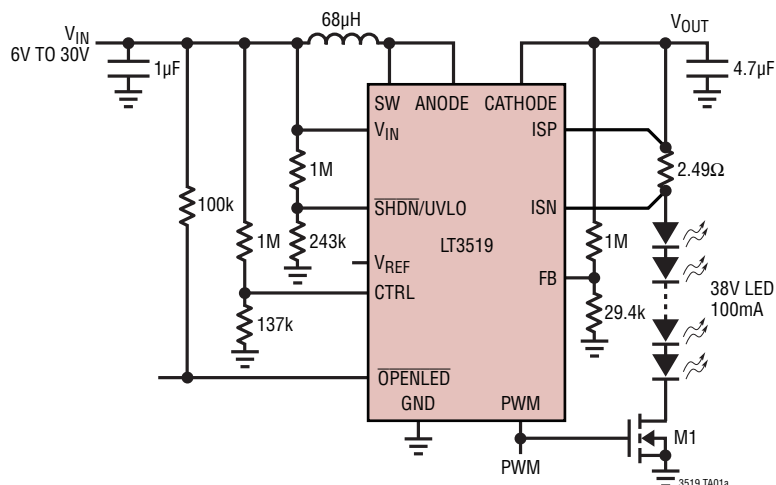 68µH
VIN
6V TO 30V
VOUT
1µF
4.7µF
SW ANODE CATHODE
VIN
ISP
1M
2.49Ω
100k
SHDN/UVLO
ISN
1M
243k
LT3519
1M
VREF
FB
38V LED
100mA
CTRL
137k
29.4k
OPENLED
GND
PWM
M1
PWM
3519 TA01a